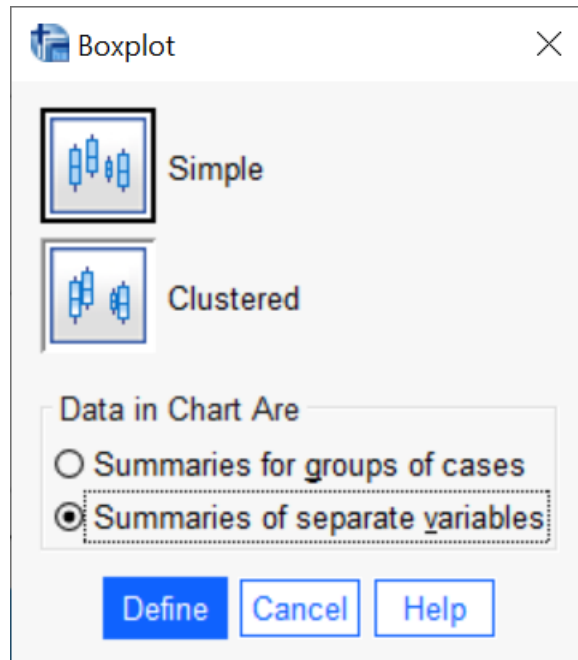 Boxplot
Simple
Clustered
Data in Chart Are
Summaries for groups of cases
Summaries of separate variables
Define Cancel Help